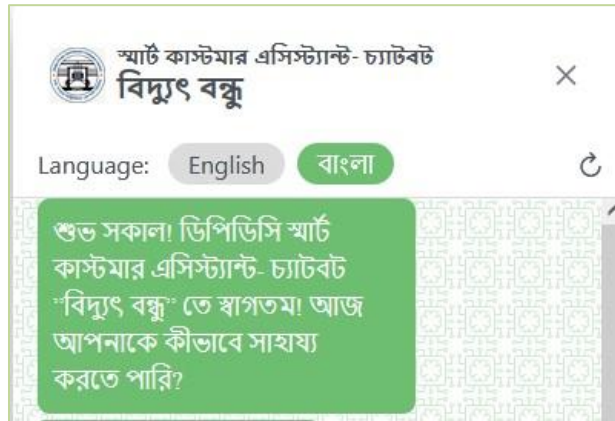 স্মার্ট কাস্টমার এসিস্ট্যান্ট- চ্যাটবট
বিদ্যুৎ বন্ধু
Language: English বাংলা
শুভ সকাল! ডিপিডিসি স্মার্ট
কাস্টমার এসিস্ট্যান্ট- চ্যাটবট
"বিদ্যুৎ বন্ধু" তে স্বাগতম! আজ
আপনাকে কীভাবে সাহায্য
করতে পারি?